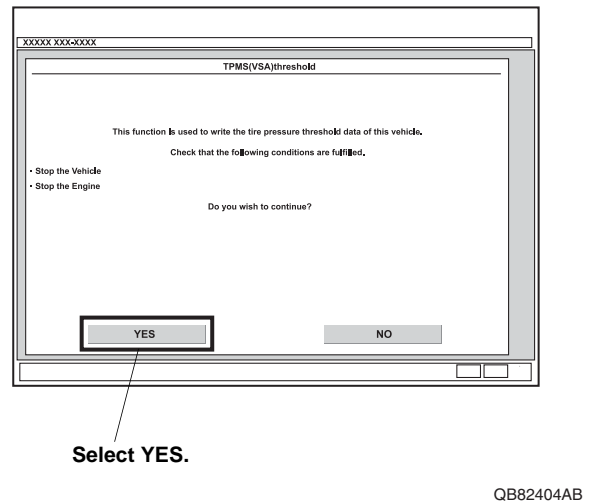 XXXXX XXX-XXXX
TPMS(VSA)threshold
This function is used to write the tire pressure threshold data of this vehicle.
Check that the following conditions are fulfilled.
• Stop the Vehicle
• Stop the Engine
Do you wish to continue?
YES NO
Select YES.
QB82404AB